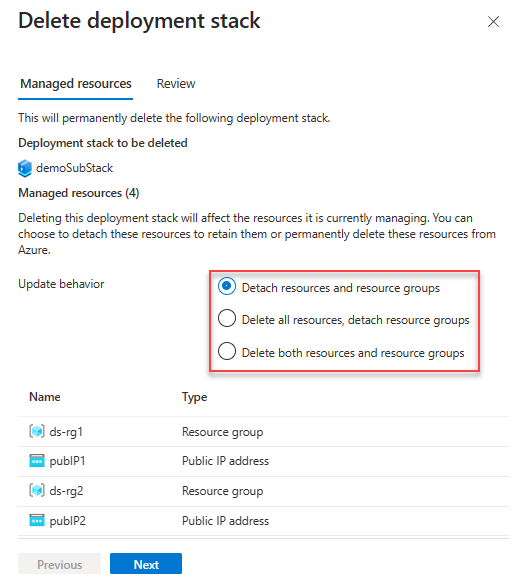 Delete deployment stack
Managed resources Review
This will permanently delete the following deployment stack.
Deployment stack to be deleted
demoSubStack
Managed resources (4)
Deleting this deployment stack will affect the resources it is currently managing. You can
choose to detach these resources to retain them or permanently delete these resources from
Azure.
Update behavior
Detach resources and resource groups
Delete all resources, detach resource groups
Delete both resources and resource groups
Name Type
ds-rg1 Resource group
pubIP1 Public IP address
ds-rg2 Resource group
pubIP2 Public IP address
Previous Next